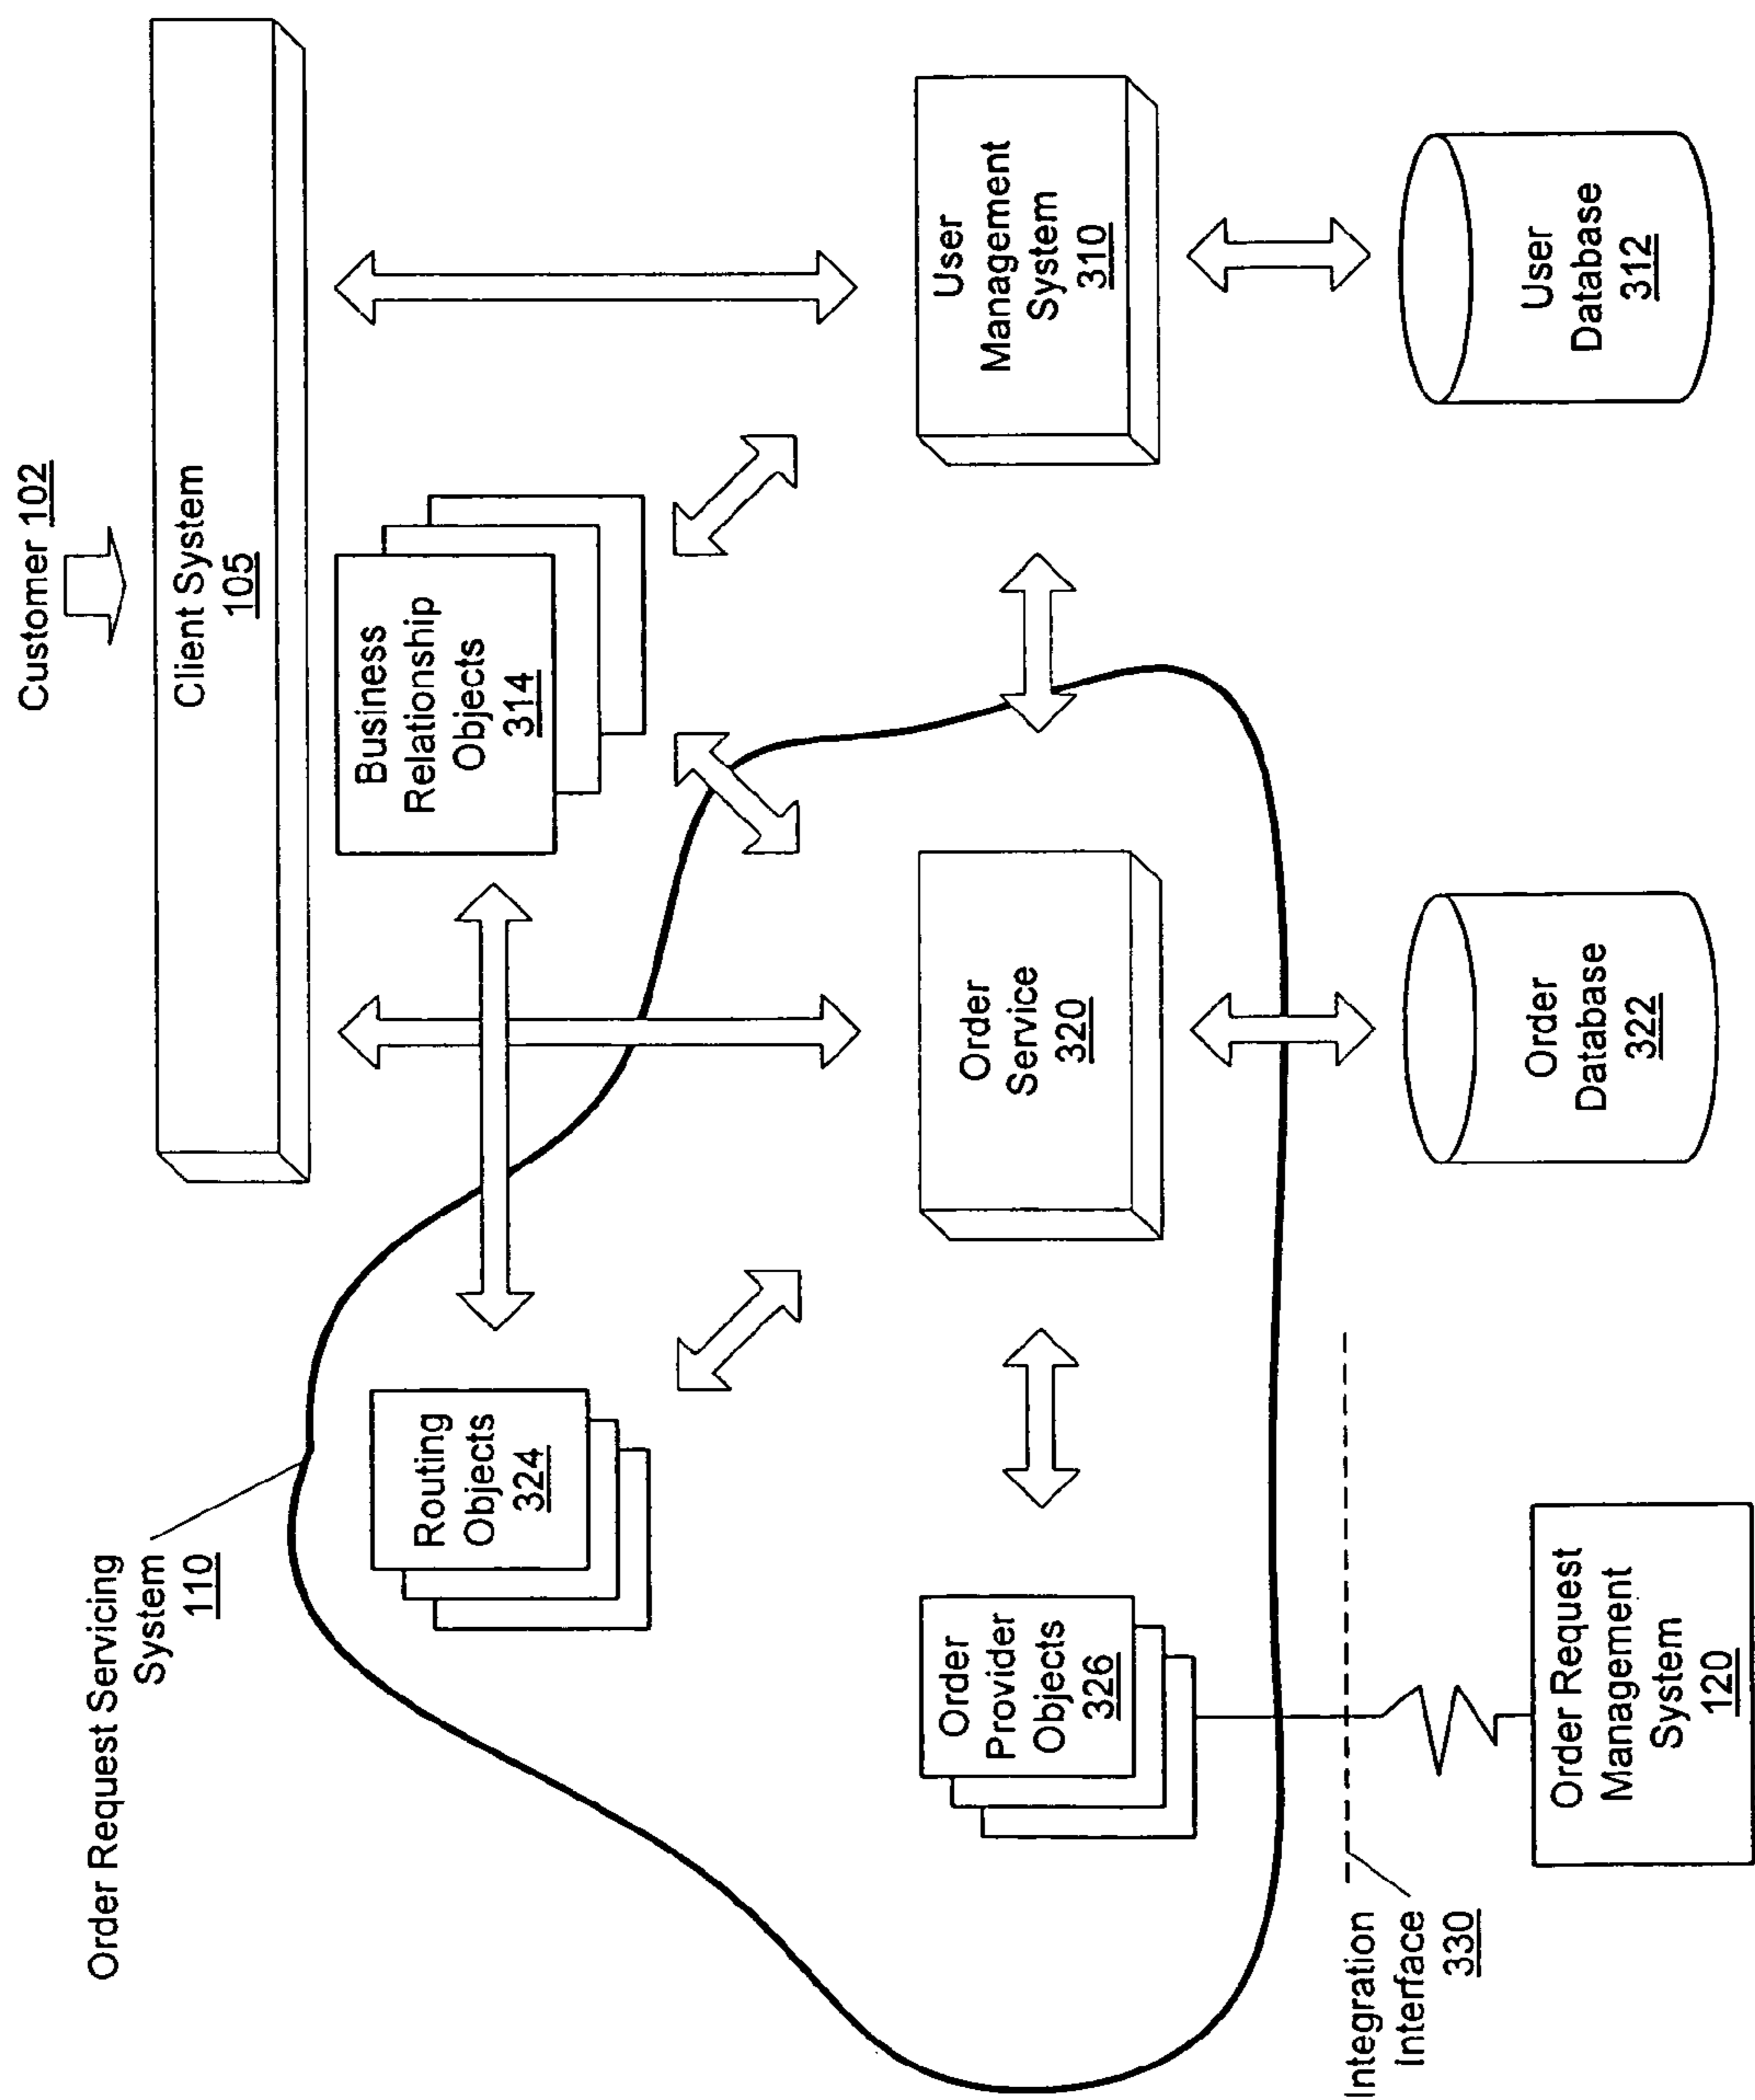 Customer 102
Client System
105
Order Request Servicing
System
110
Business
Relationship
Objects
314
Routing
Objects
324
User
Management
System
310
Order
Service
320
Order
Provider
Objects
326
User
Database
312
Order
Database
322
Integration
Interface
330
Order Request
Management
System
120